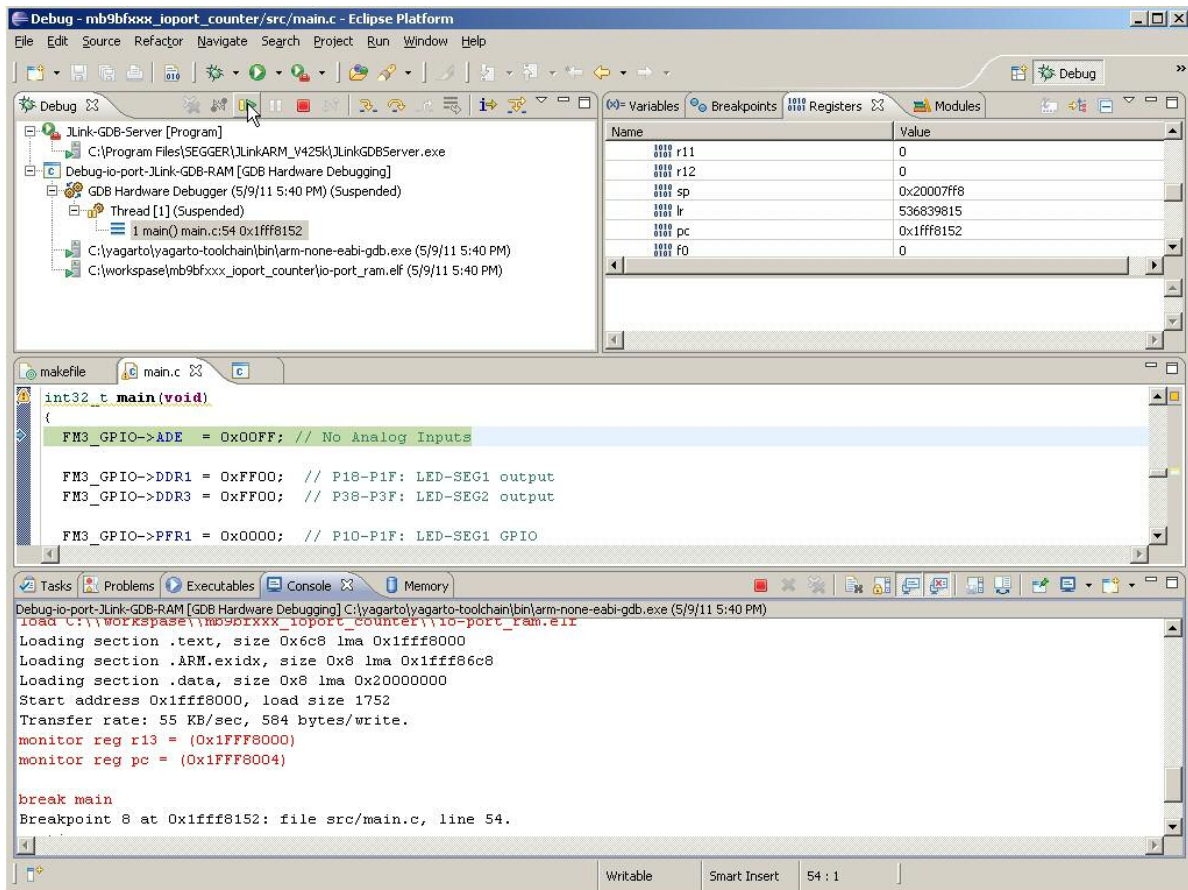 Debug - mb9bfxxx_ioport_counter/src/main.c - Eclipse Platform
File Edit Source Refactor Navigate Search Project Run Window Help
Debug
Debug
JLink-GDB-Server [Program]
C:\Program Files\SEGGER\JLinkARM_V425k\JLinkGDBServer.exe
Debug-io-port-JLink-GDB-RAM [GDB Hardware Debugging]
GDB Hardware Debugger (5/9/11 5:40 PM) (Suspended)
Thread [1] (Suspended)
1 main() main.c:54 0x1fff8152
C:\yagarto\yagarto-toolchain\bin\arm-none-eabi-gdb.exe (5/9/11 5:40 PM)
C:\workspase\mb9bfxxx_ioport_counter\io-port_ram.elf (5/9/11 5:40 PM)
(x)= Variables Breakpoints Registers Modules
Name Value
r11 0
r12 0
sp 0x20007ff8
lr 536839815
pc 0x1fff8152
f0 0
makefile main.c
int32_t main(void)
{
FM3_GPIO->ADE = 0x00FF; // No Analog Inputs
FM3_GPIO->DDR1 = 0xFF00; // P18-P1F: LED-SEG1 output
FM3_GPIO->DDR3 = 0xFF00; // P38-P3F: LED-SEG2 output
FM3_GPIO->PFR1 = 0x0000; // P10-P1F: LED-SEG1 GPIO
Tasks Problems Executables Console Memory
Debug-io-port-JLink-GDB-RAM [GDB Hardware Debugging] C:\yagarto\yagarto-toolchain\bin\arm-none-eabi-gdb.exe (5/9/11 5:40 PM)
load C:\\workspase\\mb9bfxxx_ioport_counter\\io-port_ram.elf
Loading section .text, size 0x6c8 lma 0x1fff8000
Loading section .ARM.exidx, size 0x8 lma 0x1fff86c8
Loading section .data, size 0x8 lma 0x20000000
Start address 0x1fff8000, load size 1752
Transfer rate: 55 KB/sec, 584 bytes/write.
monitor reg r13 = (0x1FFF8000)
monitor reg pc = (0x1FFF8004)
break main
Breakpoint 8 at 0x1fff8152: file src/main.c, line 54.
Writable Smart Insert 54 : 1